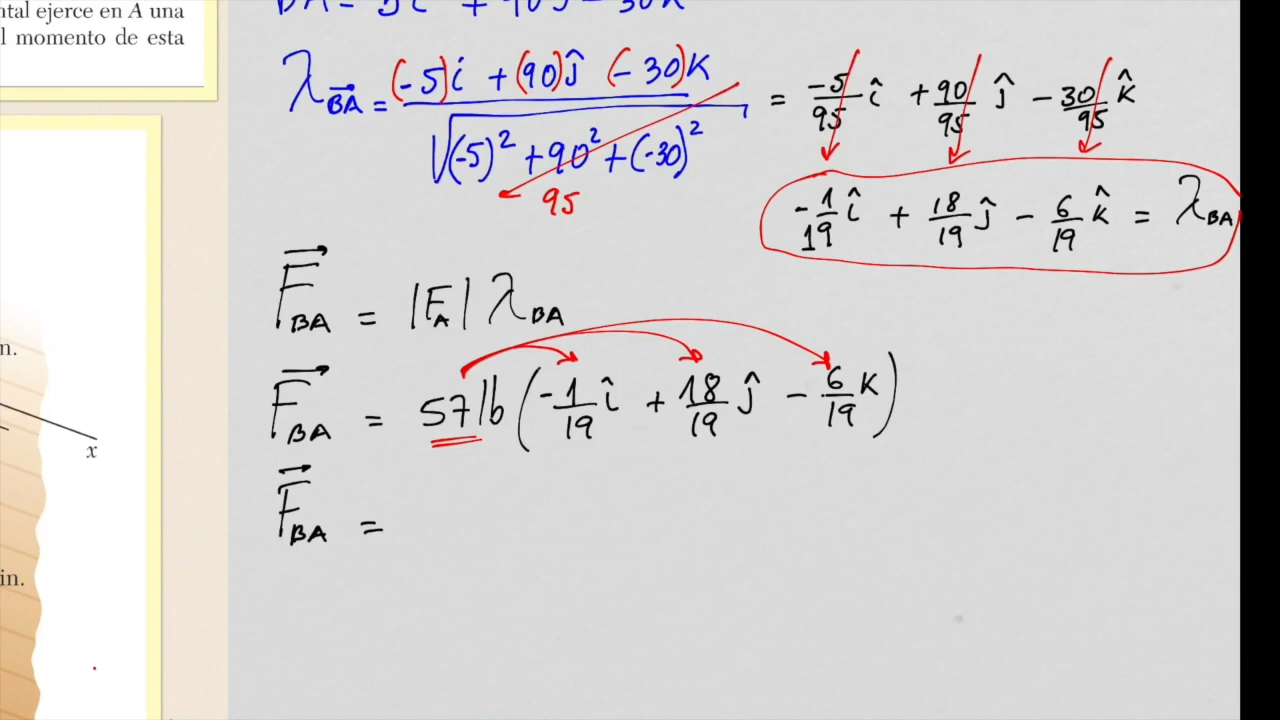 ntal ejerce en A una
l momento de esta
λBA = (-5)i + (90)ĵ (-30)K
√(-5)² + 90² + (-30)²
95
= -5/95 î + 90/95 ĵ - 30/95 k̂
-1/19 î + 18/19 ĵ - 6/19 k̂ = λBA
FBA = |FA| λBA
FBA = 57 lb (-1/19 î + 18/19 ĵ - 6/19 K)
FBA =
n.
x
in.